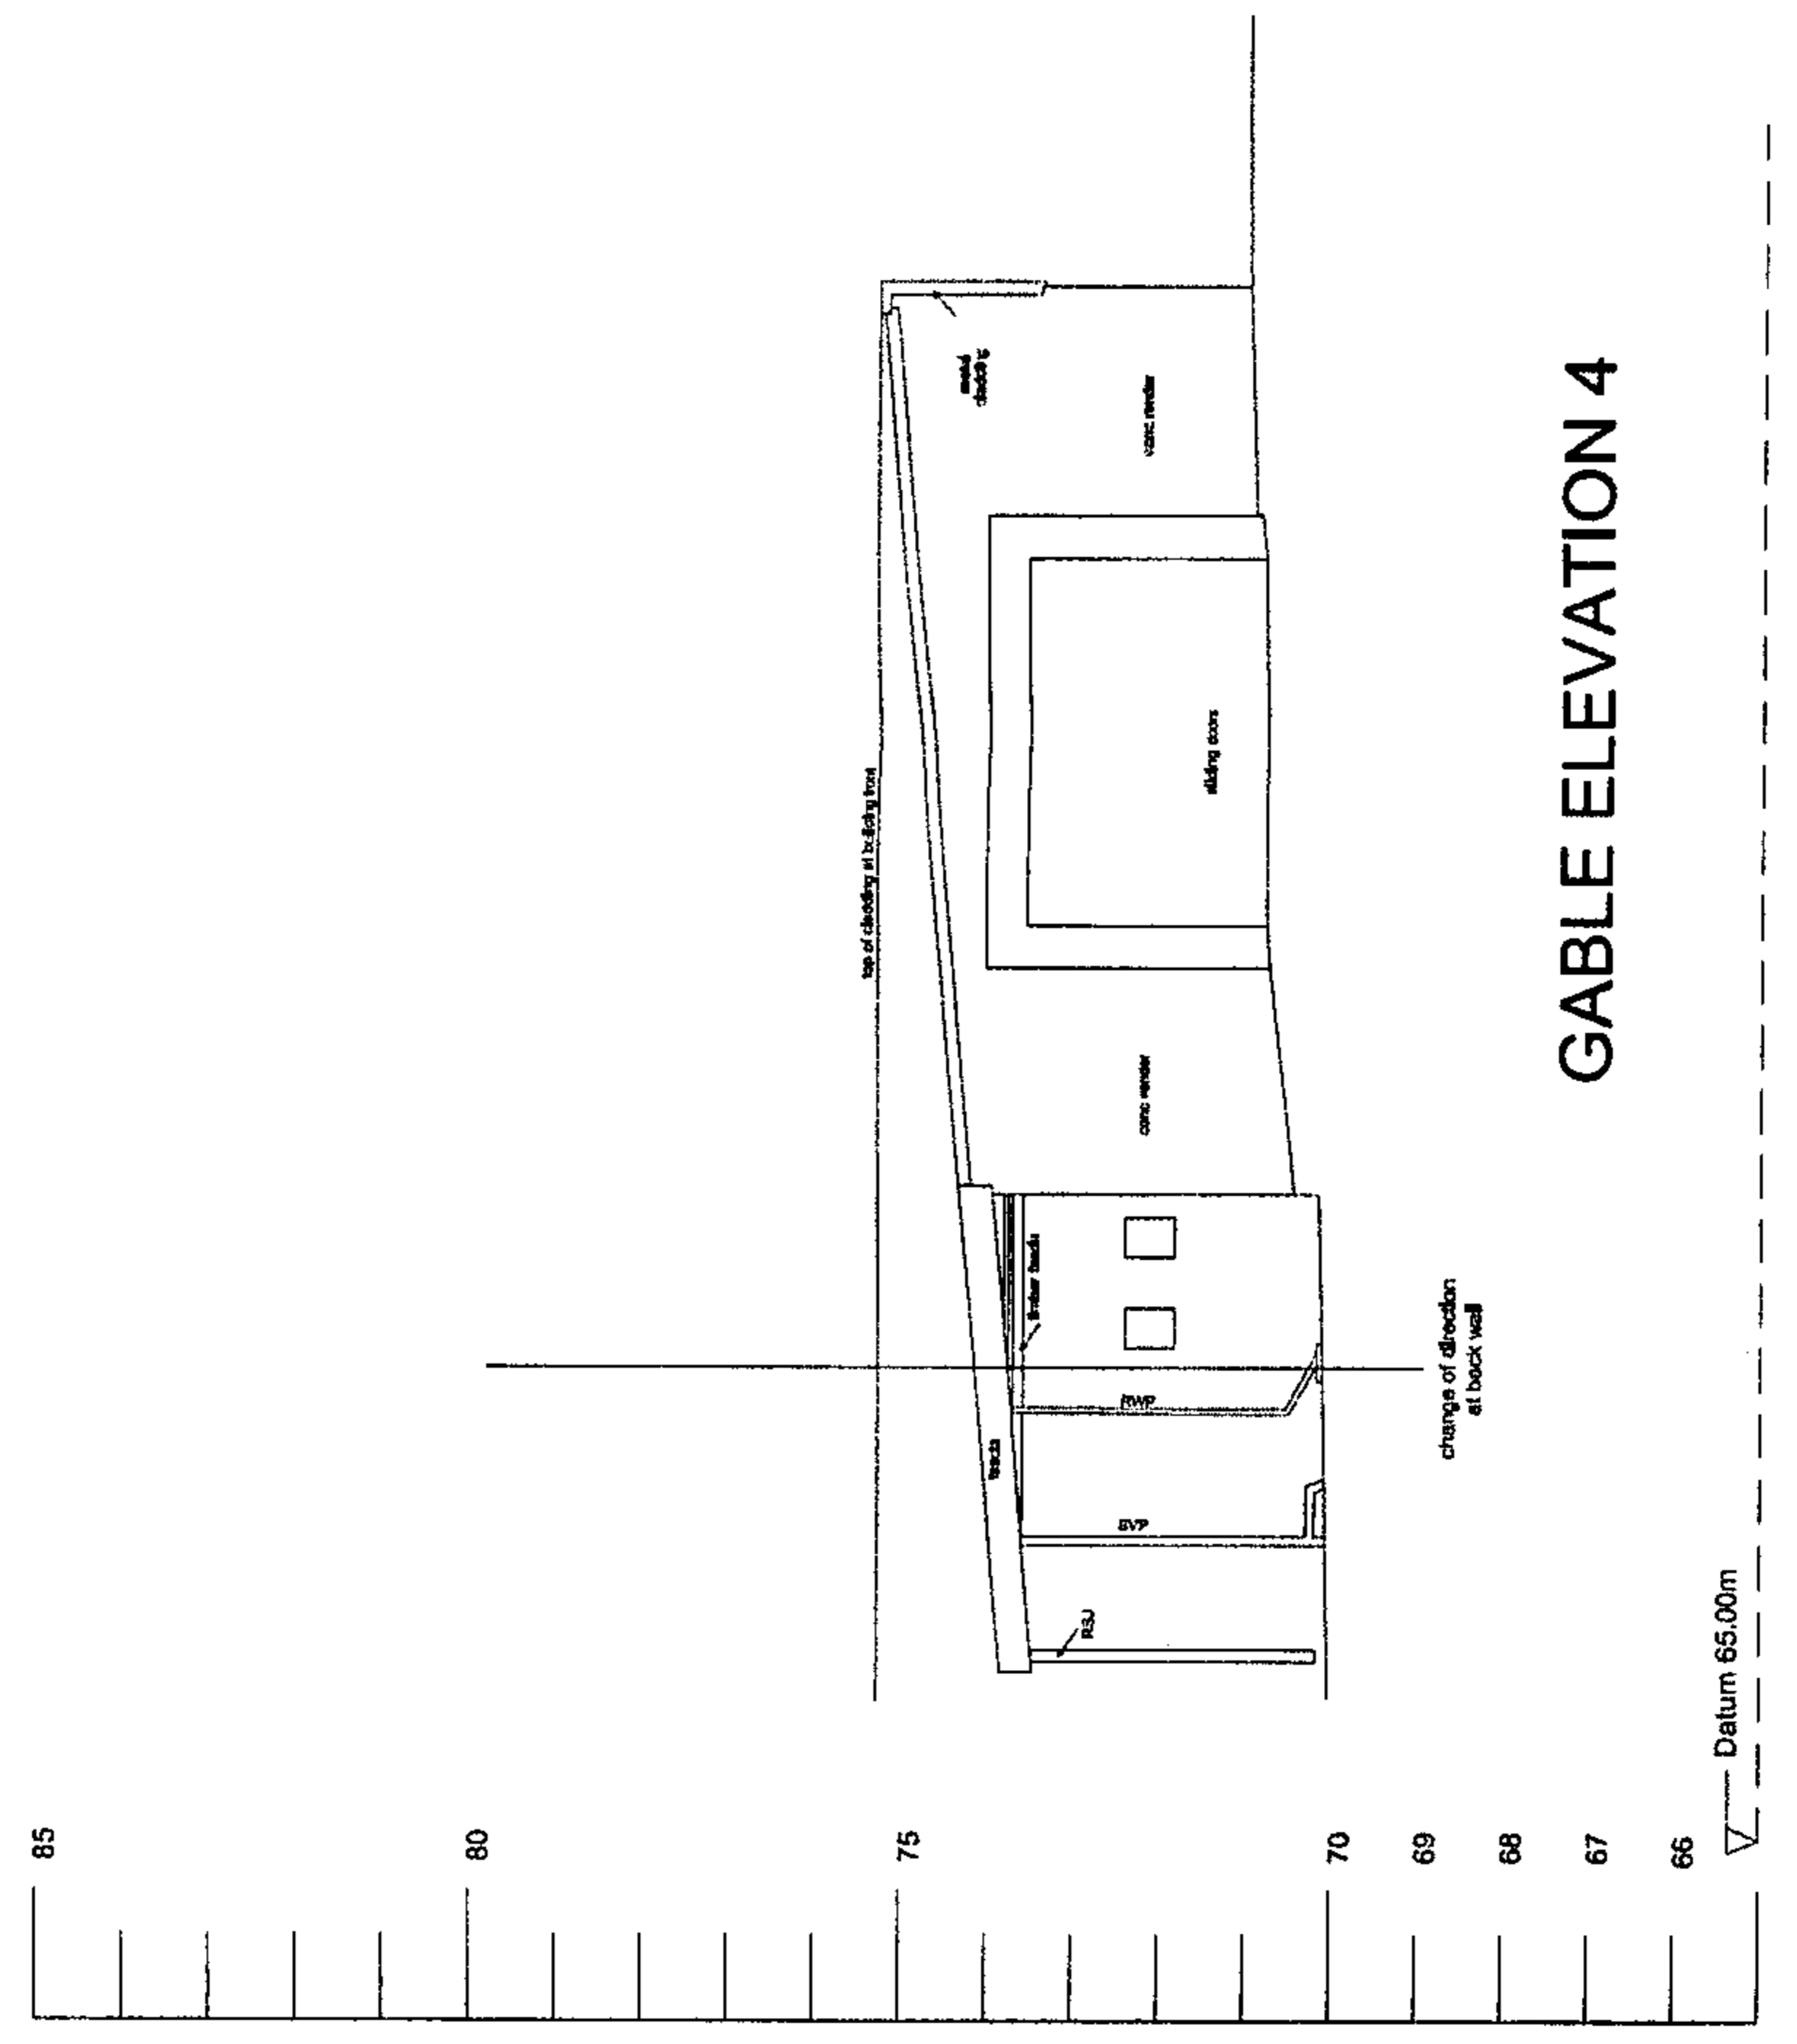 85
80
75
70
69
68
67
66
Datum 65.00m
top of cladding at building front
metal
cladding
conc render
sliding doors
conc render
timber fascia
fascia
RWP
SVP
RSJ
change of direction
at back wall
GABLE ELEVATION 4